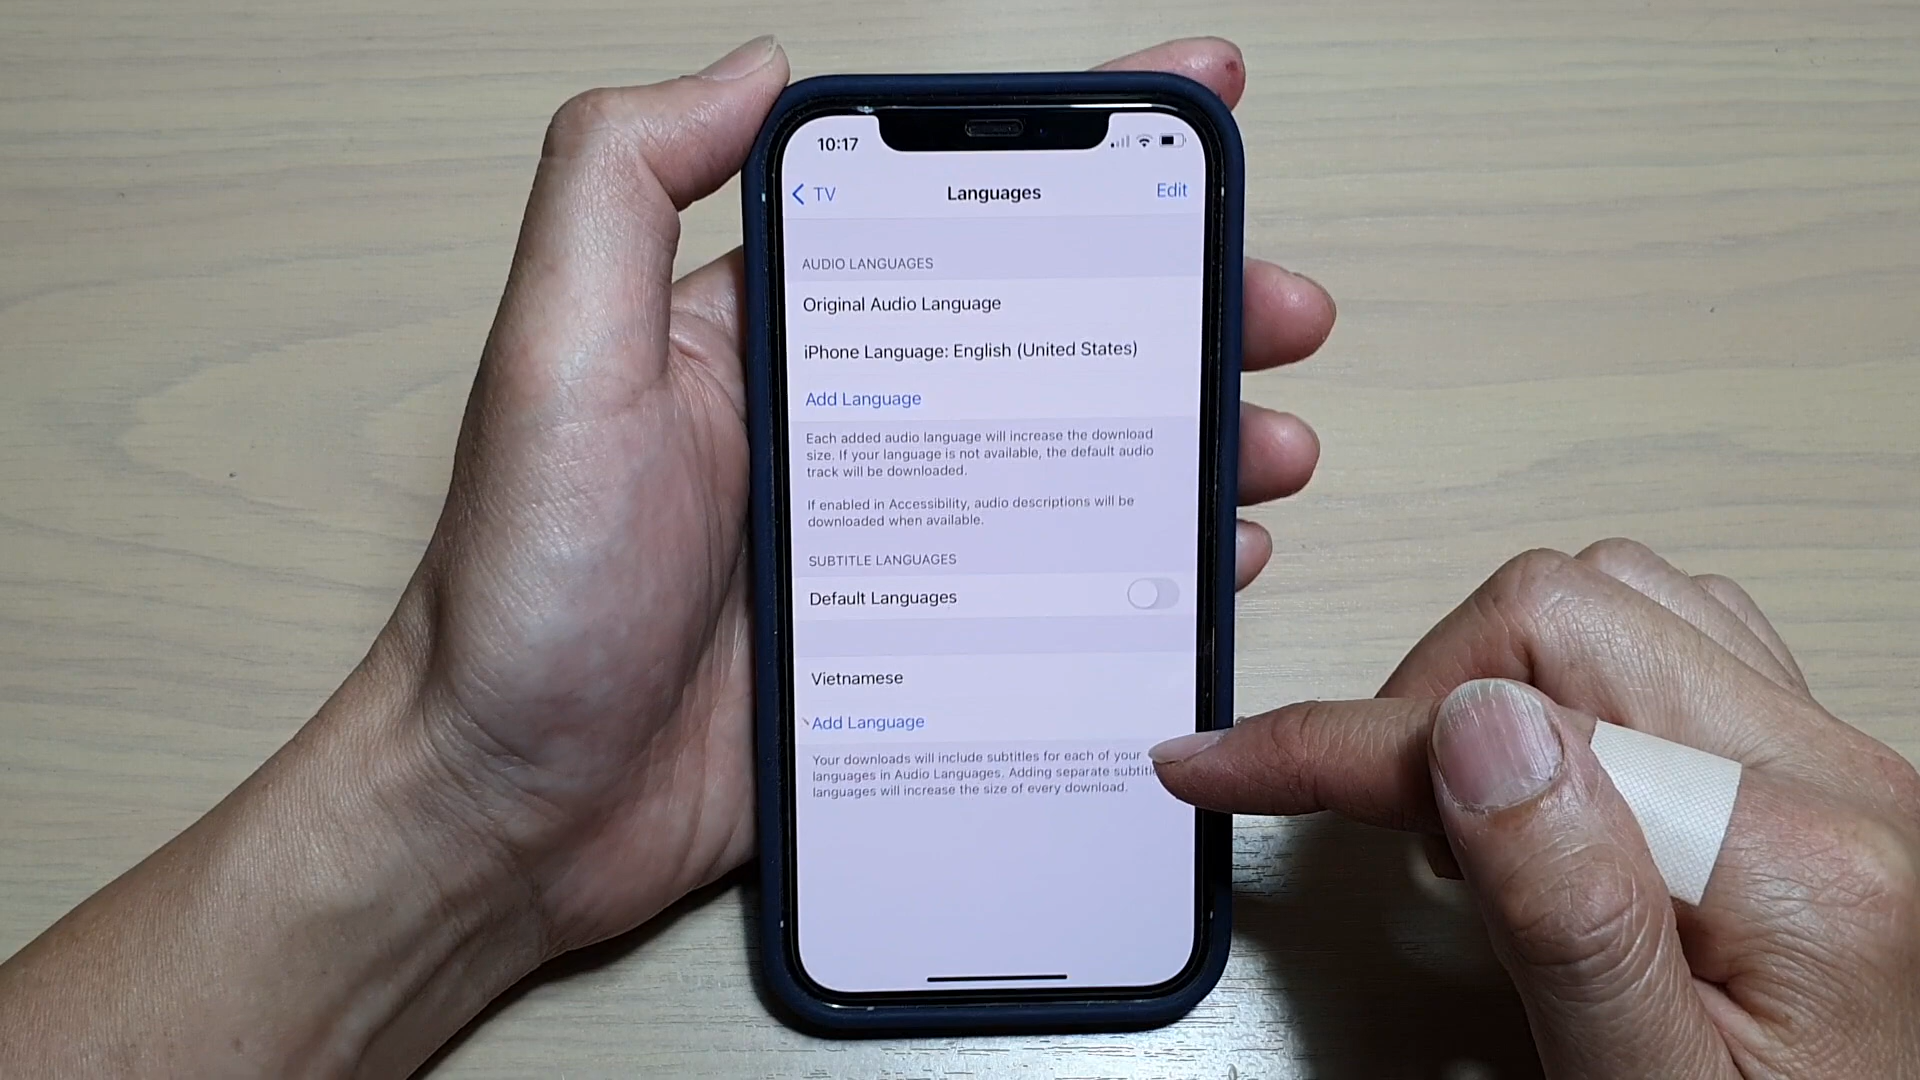 10:17
TV
Languages
Edit
AUDIO LANGUAGES
Original Audio Language
iPhone Language: English (United States)
Add Language
Each added audio language will increase the download
size. If your language is not available, the default audio
track will be downloaded.
If enabled in Accessibility, audio descriptions will be
downloaded when available.
SUBTITLE LANGUAGES
Default Languages
Vietnamese
Add Language
Your downloads will include subtitles for each of your
languages in Audio Languages. Adding separate
languages will increase the size of every download.